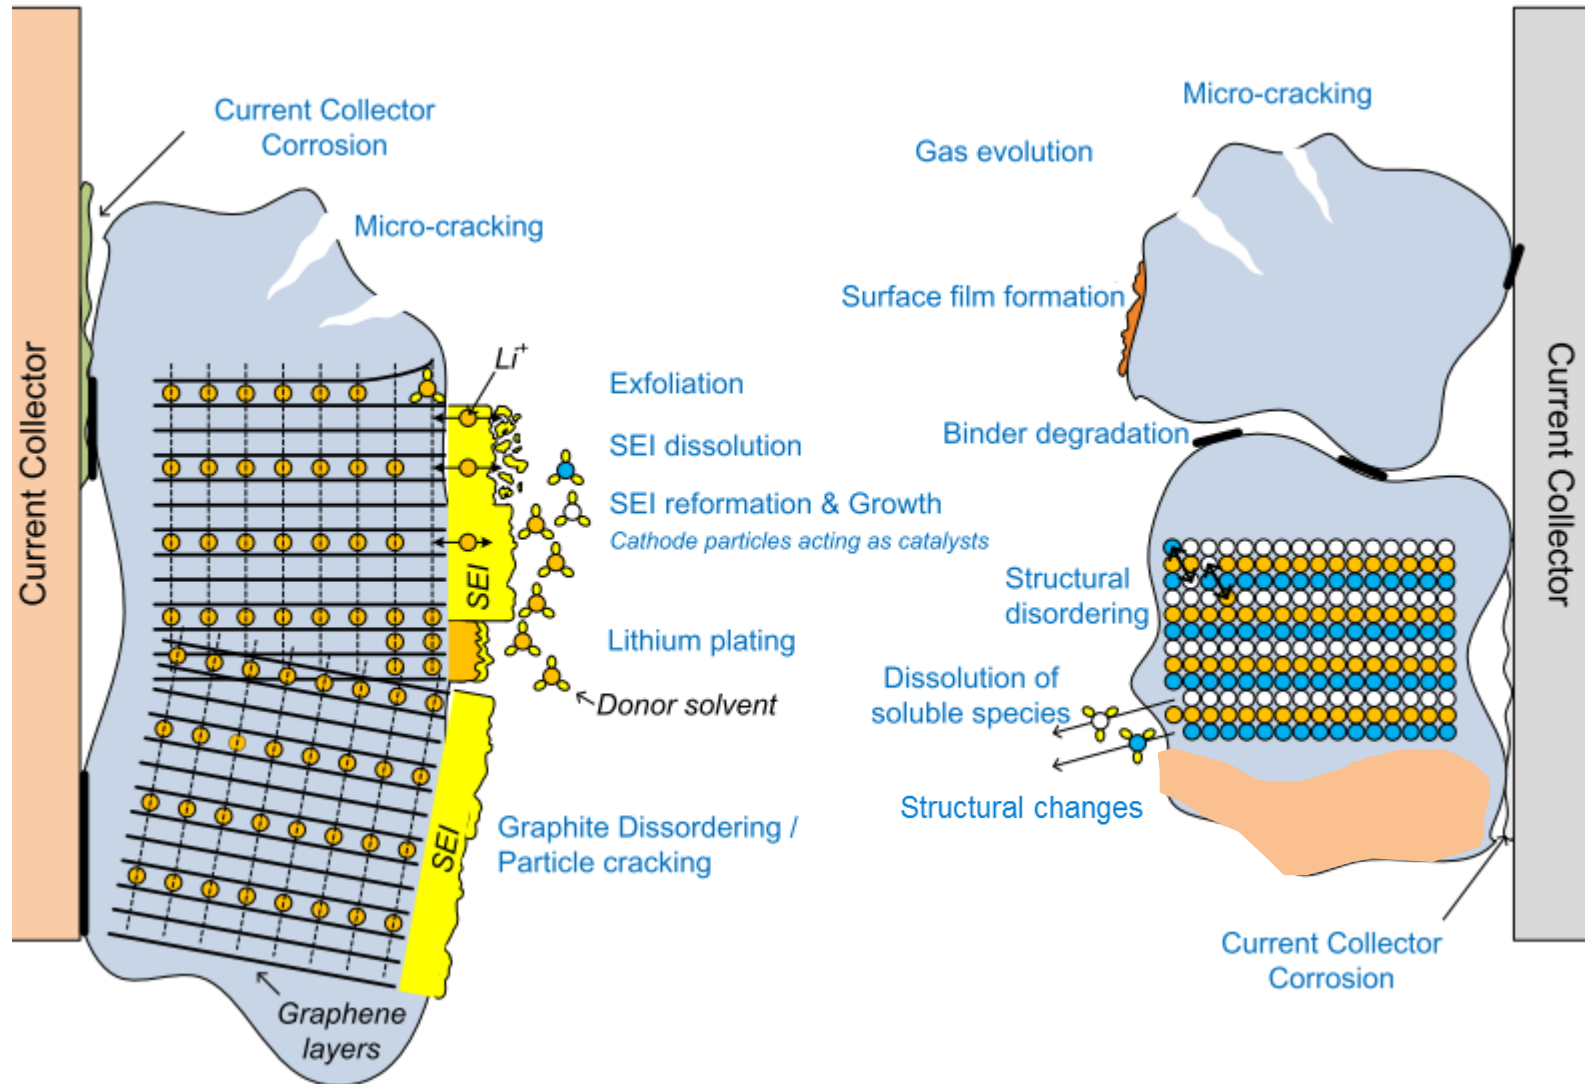 Current Collector
Current Collector
Corrosion
Micro-cracking
Li+
Exfoliation
SEI dissolution
SEI reformation & Growth
Cathode particles acting as catalysts
SEI
Lithium plating
Donor solvent
SEI
Graphite Dissordering /
Particle cracking
Graphene
layers
Micro-cracking
Gas evolution
Surface film formation
Binder degradation
Structural
disordering
Dissolution of
soluble species
Structural changes
Current Collector
Corrosion
Current Collector